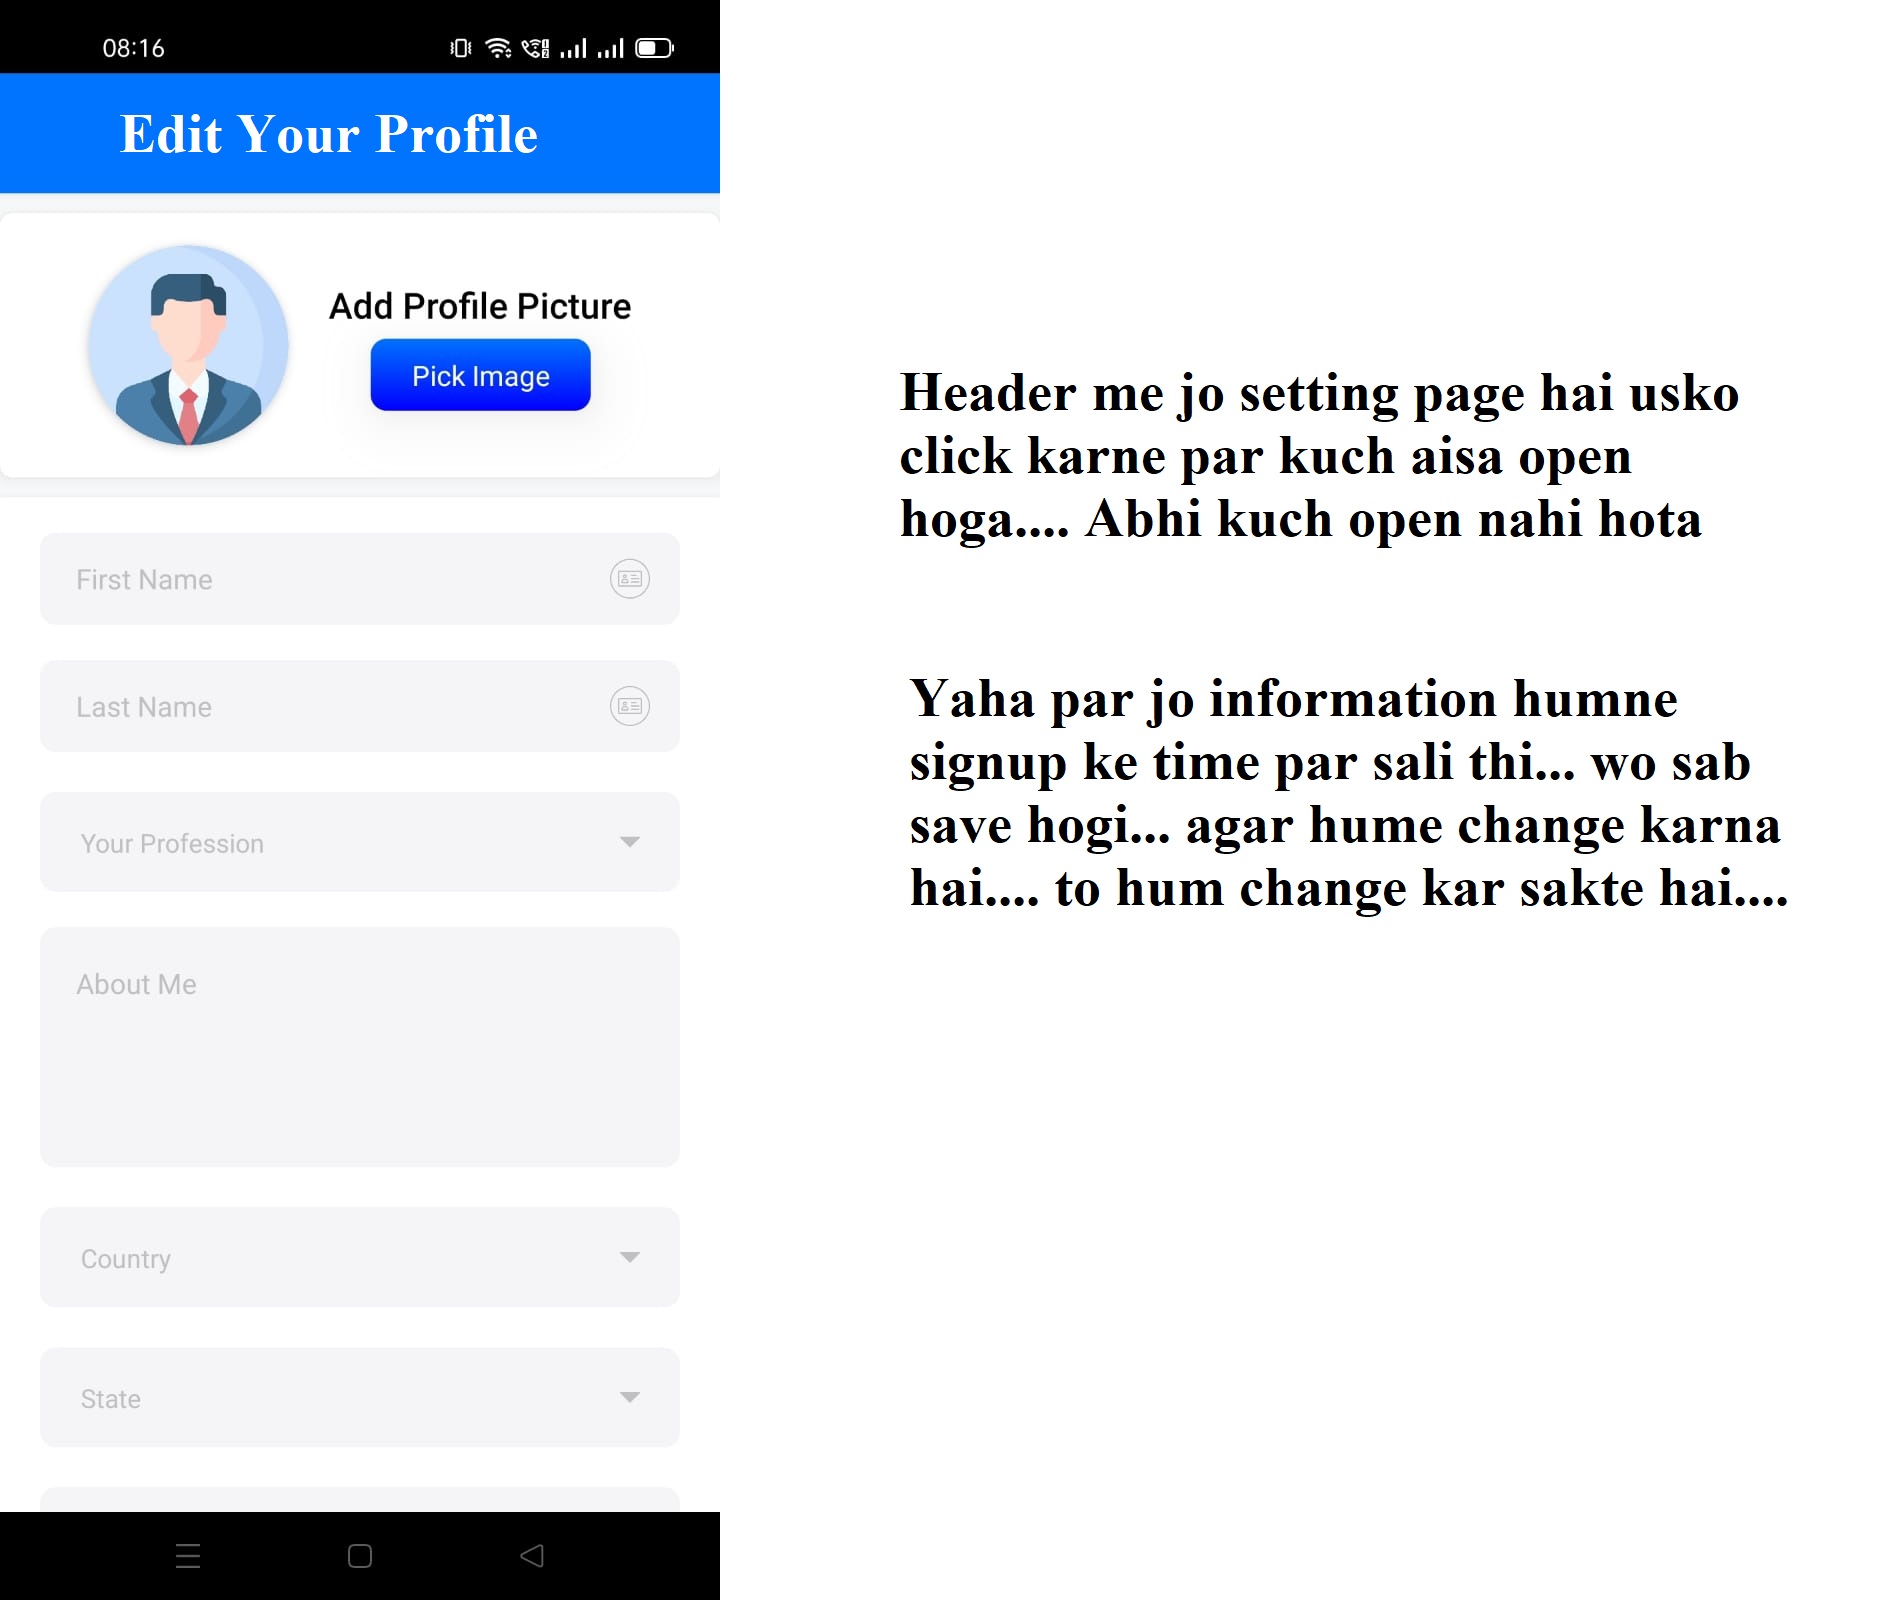 08:16
Edit Your Profile
Add Profile Picture
Pick Image
First Name
Last Name
Your Profession
About Me
Country
State
Header me jo setting page hai usko
click karne par kuch aisa open
hoga.... Abhi kuch open nahi hota
Yaha par jo information humne
signup ke time par sali thi... wo sab
save hogi... agar hume change karna
hai.... to hum change kar sakte hai....